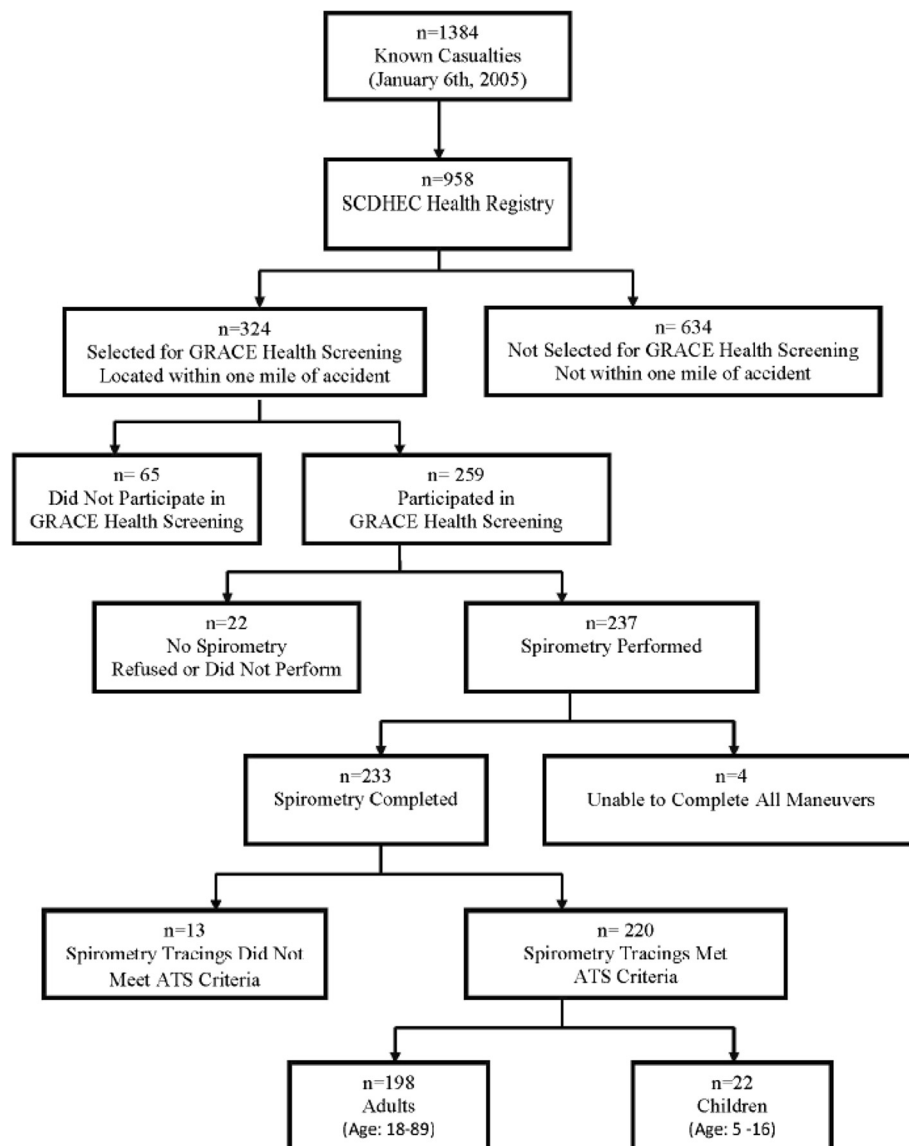 n=1384
Known Casualties
(January 6th, 2005)
n=958
SCDHEC Health Registry
n=324
Selected for GRACE Health Screening
Located within one mile of accident
n= 634
Not Selected for GRACE Health Screening
Not within one mile of accident
n= 65
Did Not Participate in
GRACE Health Screening
n= 259
Participated in
GRACE Health Screening
n=22
No Spirometry
Refused or Did Not Perform
n=237
Spirometry Performed
n=233
Spirometry Completed
n=4
Unable to Complete All Maneuvers
n=13
Spirometry Tracings Did Not
Meet ATS Criteria
n= 220
Spirometry Tracings Met
ATS Criteria
n=198
Adults
(Age: 18-89)
n=22
Children
(Age: 5 -16)